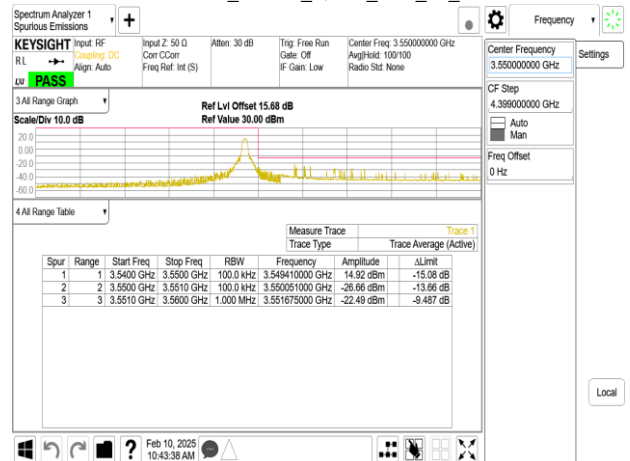 Spectrum Analyzer 1
Spurious Emissions
Frequency
KEYSIGHT
RL
LXI
PASS
Input: RF
Coupling: DC
Align: Auto
Input Z: 50 Ω
Corr CCorr
Freq Ref: Int (S)
Atten: 30 dB
Trig: Free Run
Gate: Off
IF Gain: Low
Center Freq: 3.550000000 GHz
Avg|Hold: 100/100
Radio Std: None
Center Frequency
3.550000000 GHz
Settings
CF Step
4.399000000 GHz
Auto
Man
Freq Offset
0 Hz
3 All Range Graph
Scale/Div 10.0 dB
Ref Lvl Offset 15.68 dB
Ref Value 30.00 dBm
20.0
0.00
-20.0
-40.0
-60.0
4 All Range Table
Measure Trace Trace 1
Trace Type Trace Average (Active)
Spur Range Start Freq Stop Freq RBW Frequency Amplitude ΔLimit
1 1 3.5400 GHz 3.5500 GHz 100.0 kHz 3.549410000 GHz 14.92 dBm -15.08 dB
2 2 3.5500 GHz 3.5510 GHz 100.0 kHz 3.550051000 GHz -26.66 dBm -13.66 dB
3 3 3.5510 GHz 3.5600 GHz 1.000 MHz 3.551675000 GHz -22.49 dBm -9.487 dB
Local
Feb 10, 2025
10:43:38 AM